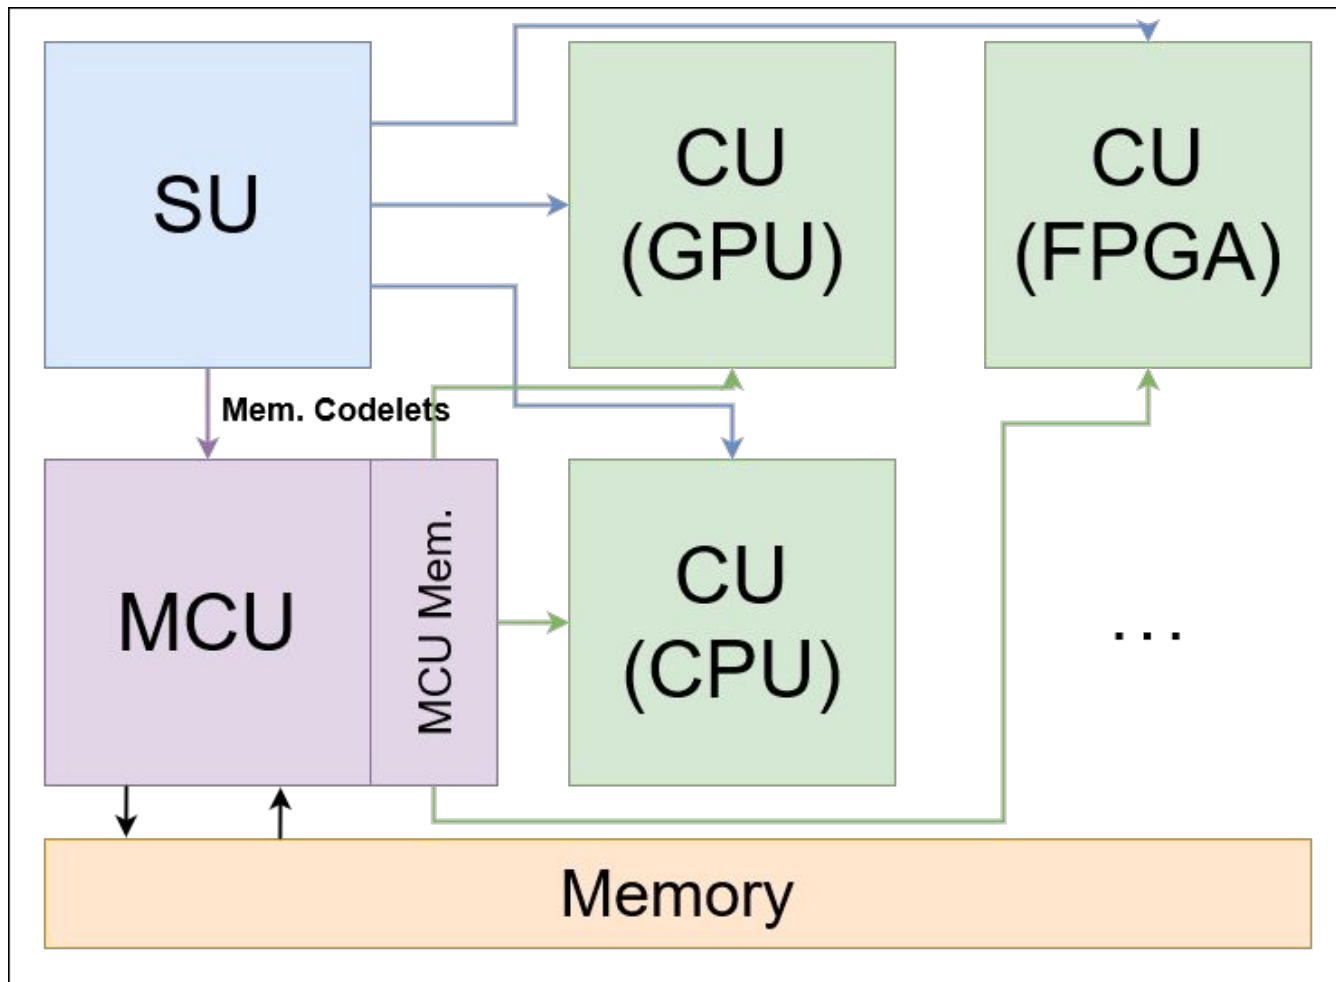 SU
CU
(GPU)
CU
(FPGA)
Mem. Codelets
MCU
MCU Mem.
CU
(CPU)
...
Memory